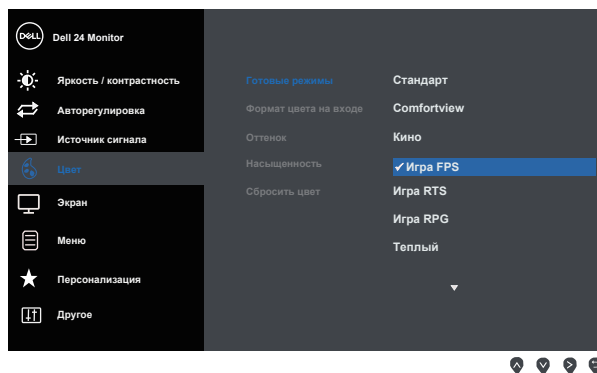 DELL Dell 24 Monitor
Яркость / контрастность
Авторегулировка
Источник сигнала
Цвет
Экран
Меню
Персонализация
Другое
Готовые режимы
Формат цвета на входе
Оттенок
Насыщенность
Сбросить цвет
Стандарт
Comfortview
Кино
✔Игра FPS
Игра RTS
Игра RPG
Теплый